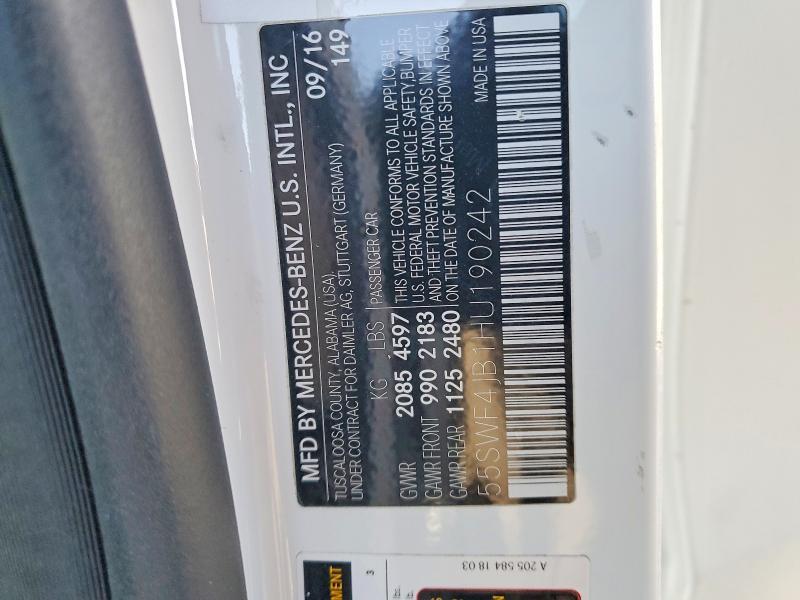 MFD BY MERCEDES-BENZ U.S. INTL., INC
09/16
149
TUSCALOOSA COUNTY, ALABAMA (USA),
UNDER CONTRACT FOR DAIMLER AG, STUTTGART (GERMANY)
KG LBS PASSENGER CAR
GVWR 2085 4597
GAWR FRONT 990 2183
GAWR REAR 1125 2480
THIS VEHICLE CONFORMS TO ALL APPLICABLE
U.S. FEDERAL MOTOR VEHICLE SAFETY, BUMPER
AND THEFT PREVENTION STANDARDS IN EFFECT
ON THE DATE OF MANUFACTURE SHOWN ABOVE
55SWF4JB1HU190242
MADE IN USA
A 205 584 18 03
3